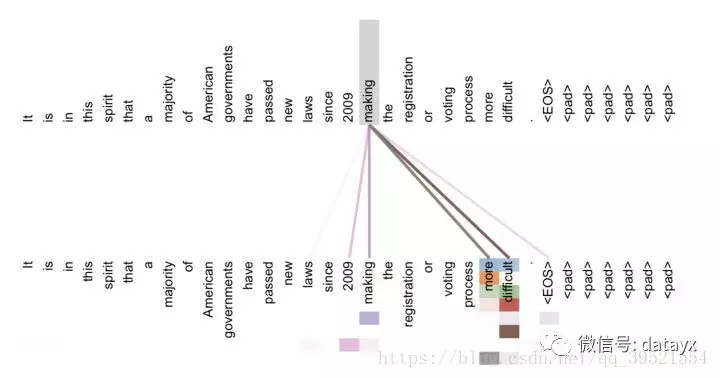 It is in this spirit that a majority of American governments have passed new laws since 2009 making the registration or voting process more difficult . <EOS> <pad> <pad> <pad> <pad> <pad> <pad>
It is in this spirit that a majority of American governments have passed new laws since 2009 making the registration or voting process more difficult . <EOS> <pad> <pad> <pad> <pad> <pad> <pad>
微信号: datayx
https://blog.csdn.net/qq_39521554